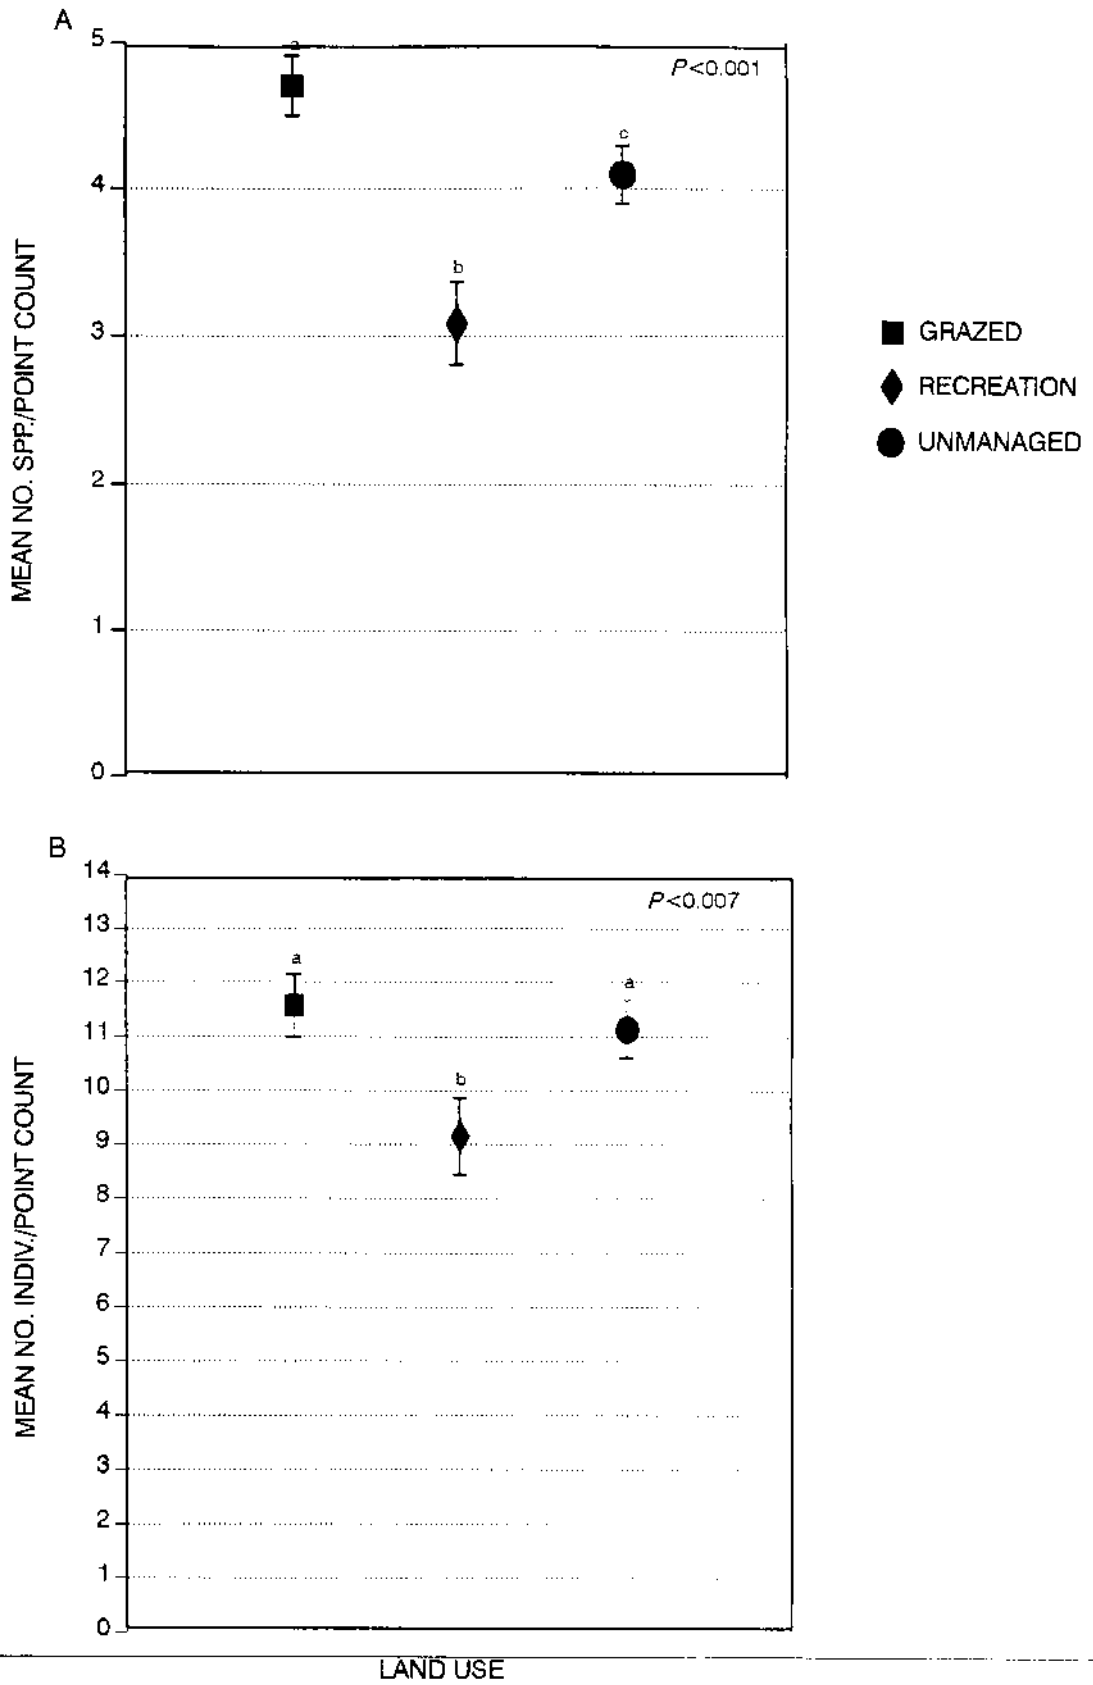 A
5
a
P<0.001
c
4
b
3
2
1
0
MEAN NO. SPP./POINT COUNT
GRAZED
RECREATION
UNMANAGED
B
14
P<0.007
13
a
12
a
11
b
10
9
8
7
6
5
4
3
2
1
0
MEAN NO. INDIV./POINT COUNT
LAND USE